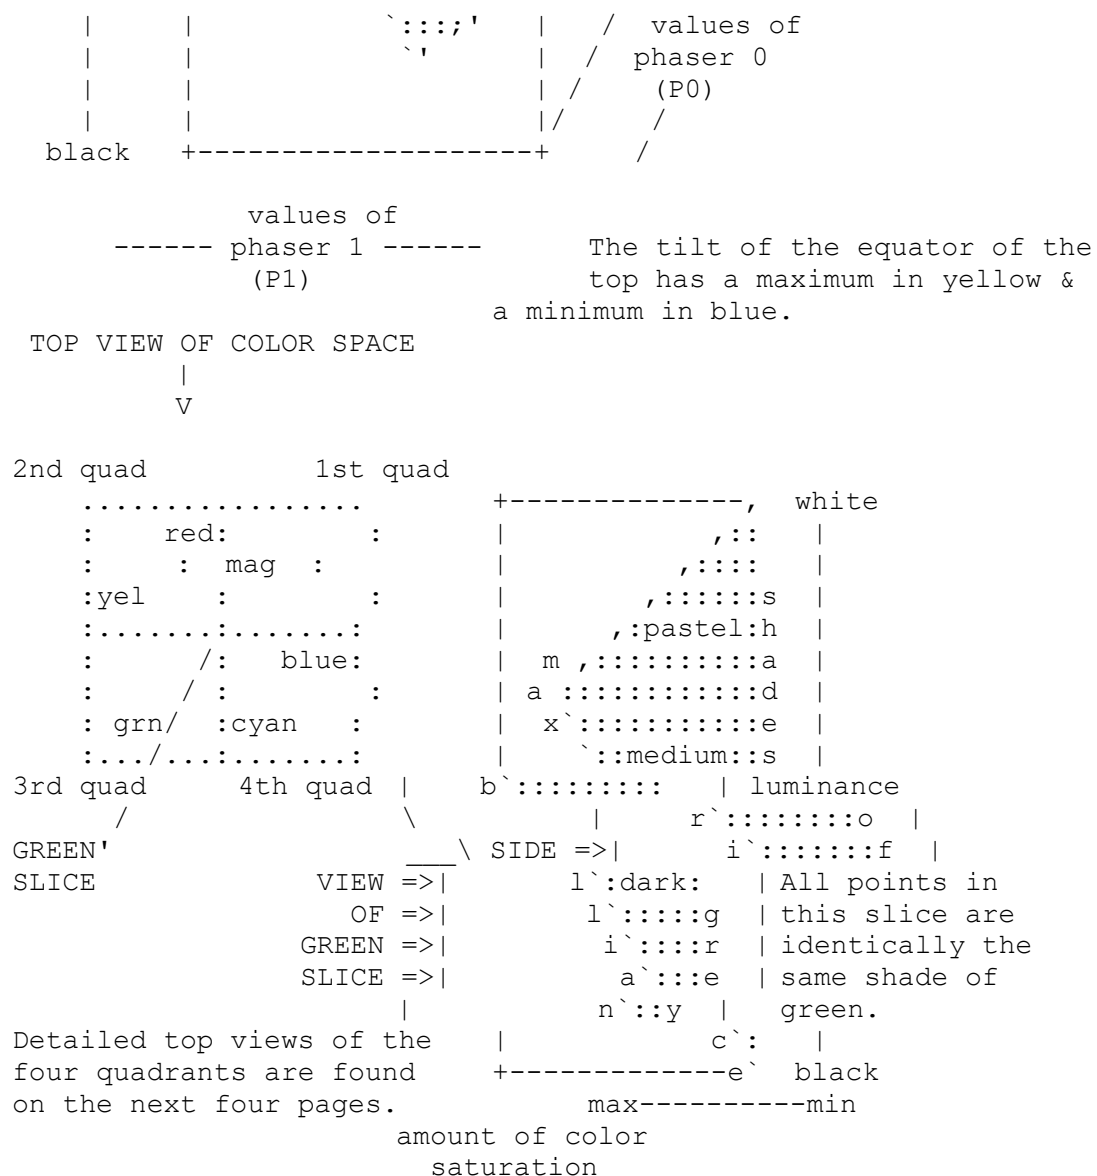 |     |           `:::;'   |   /  values of
    |     |            `'      |  /  phaser 0
    |     |                    | /    (P0)
    |     |                    |/     /
  black   +--------------------+     /
              values of
      ------ phaser 1 ------      The tilt of the equator of the
              (P1)                top has a maximum in yellow &
                            a minimum in blue.
 TOP VIEW OF COLOR SPACE
          |
          V
2nd quad          1st quad
    .................        +--------------,  white
    :    red:        :       |            ,::   |
    :     :  mag   :         |          ,::::   |
    :yel    :        :       |        ,::::::s  |
    :.......:.......:        |      ,:pastel:h  |
    :      /:   blue:        |  m ,::::::::::a  |
    :     / :        :       | a ::::::::::::d  |
    : grn/  :cyan   :        |  x`:::::::::::e  |
    :.../...:.......:        |    `::medium::s  |
3rd quad     4th quad |    b`:::::::::   | luminance
      /                \          |     r`::::::::o  |
GREEN'                 ___\ SIDE =>|      i`:::::::f  |
SLICE            VIEW =>|       l`:dark:   | All points in
                   OF =>|        l`:::::g  | this slice are
                GREEN =>|         i`::::r  | identically the
                SLICE =>|          a`:::e  | same shade of
                      |          n`::y  |   green.
Detailed top views of the    |            c`:   |
four quadrants are found    +-------------e`  black
on the next four pages.           max----------min
                      amount of color
                        saturation